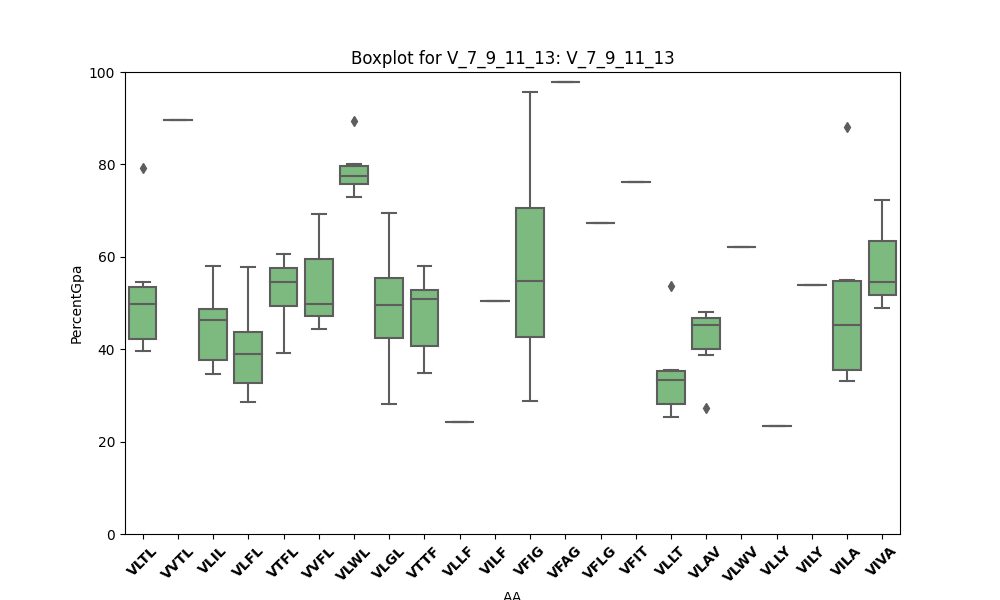 Boxplot for V_7_9_11_13: V_7_9_11_13
PercentGpa
100
80
60
40
20
0
VLTL VVTL VLIL VLFL VTFL VVFL VLWL VLGL VTTF VLLF VILF VFIG VFAG VFLG VFIT VLLT VLAV VLWV VLLY VILY VILA VIVA
AA